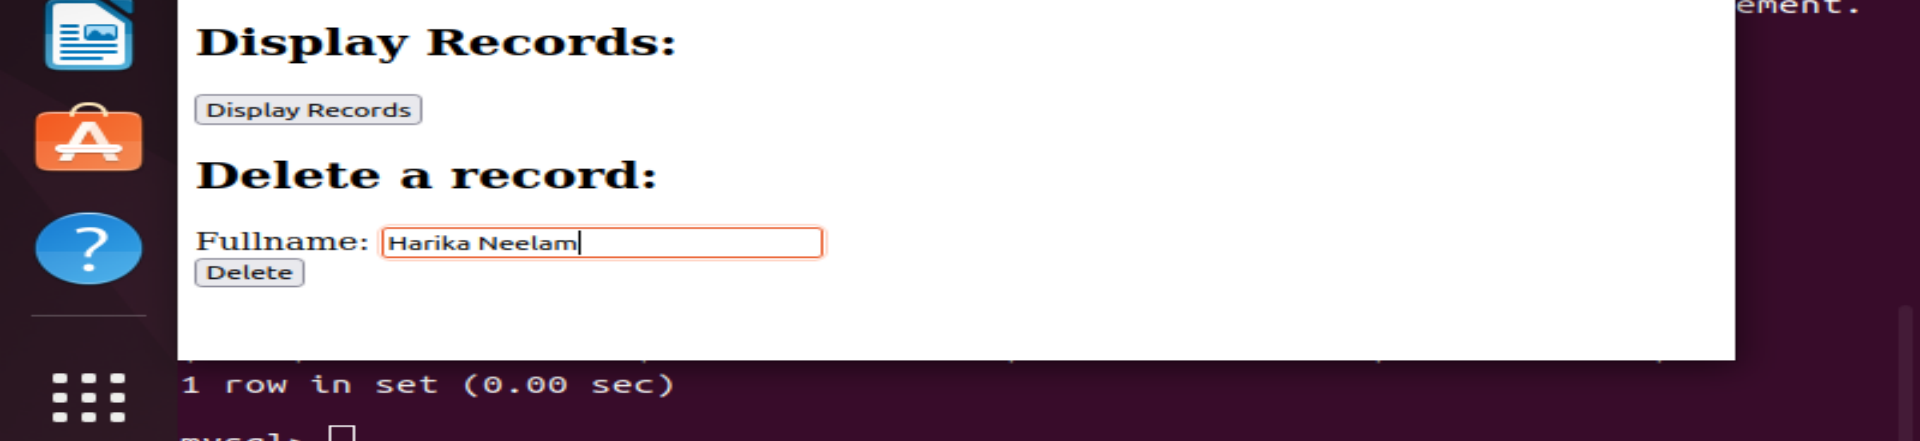 ement.
Display Records:
Display Records
Delete a record:
Fullname: Harika Neelam
Delete
1 row in set (0.00 sec)
mysql>